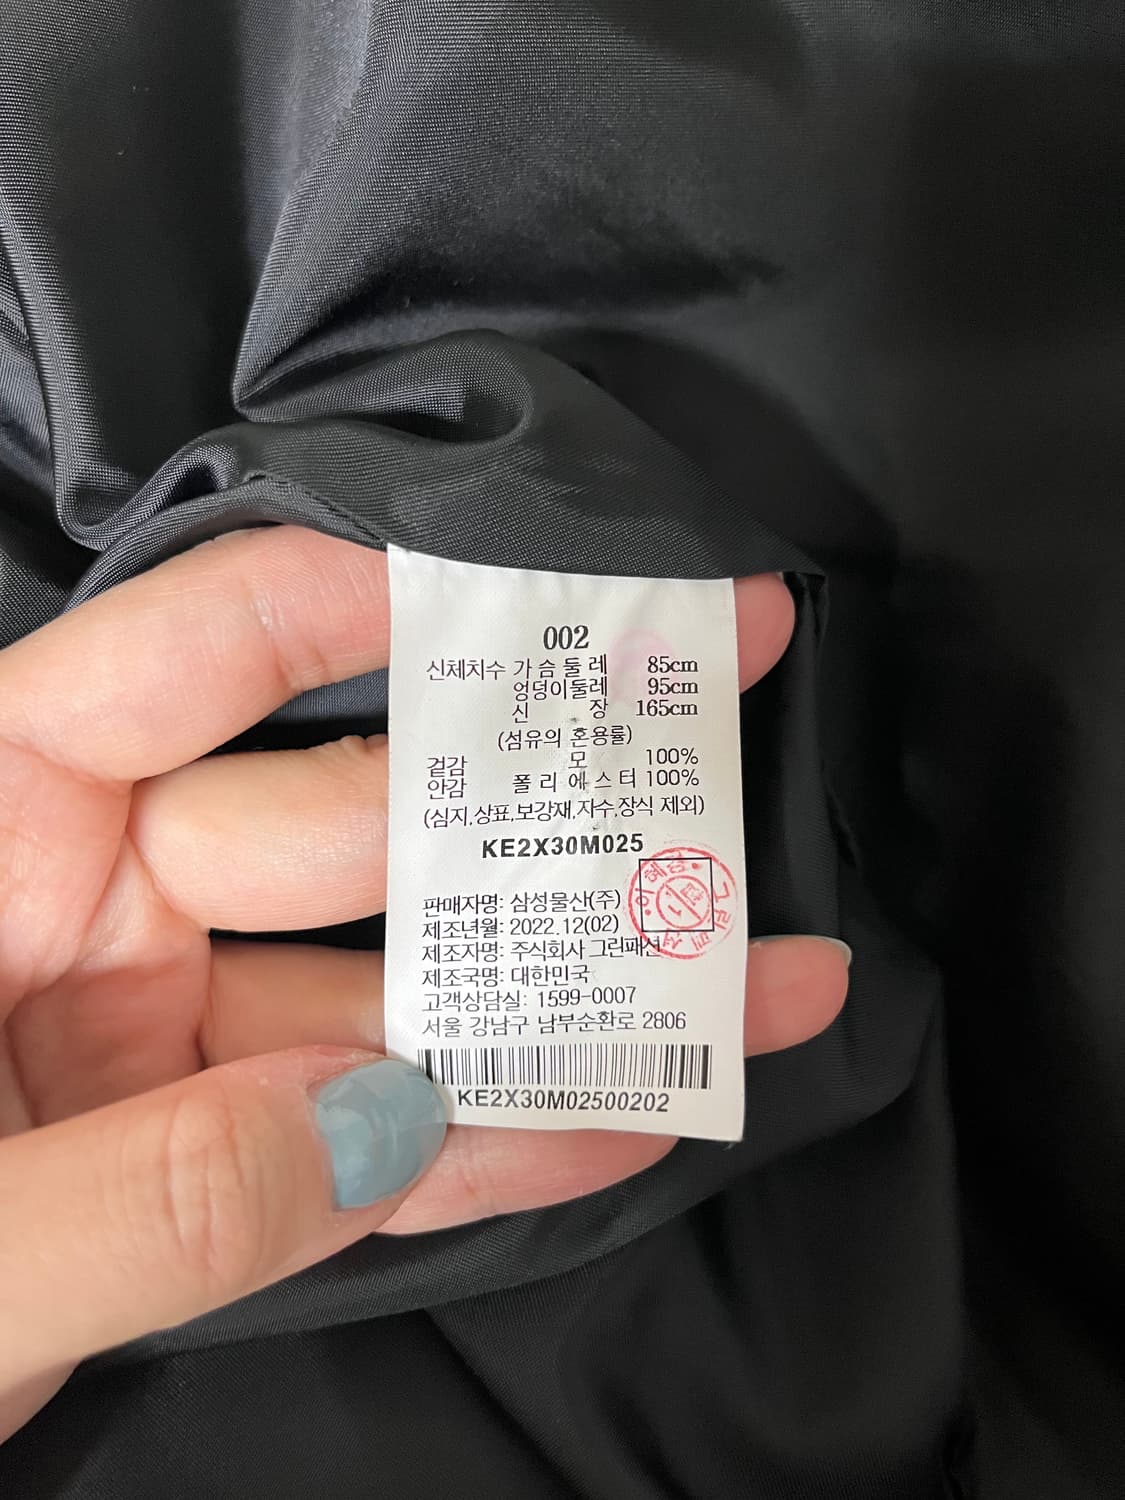 002
신체치수 가슴둘레 85cm
엉덩이둘레 95cm
신 장 165cm
(섬유의 혼용률)
겉감 모 100%
안감 폴리에스터 100%
(심지,상표,보강재,자수,장식 제외)
KE2X30M025
판매자명: 삼성물산(주)
제조년월: 2022.12(02)
제조자명: 주식회사 그린패션
제조국명: 대한민국
고객상담실: 1599-0007
서울 강남구 남부순환로 2806
KE2X30M02500202